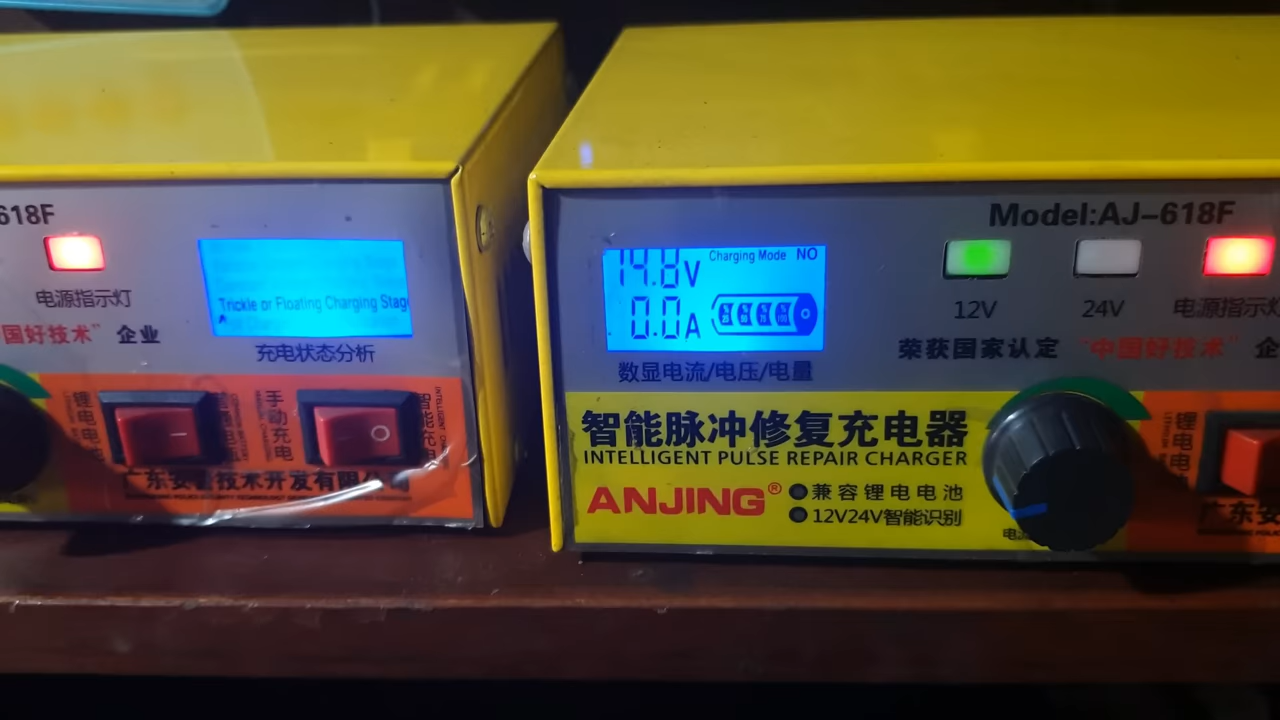 618F
电源指示灯
国好技术" 企业
Trickle or Floating Charging Stag
充电状态分析
手动充电
14.8V
Charging Mode NO
0.0A
数显电流/电压/电量
Model:AJ-618F
12V
24V
电源指示灯
荣获国家认定 "中国好技术" 企
智能脉冲修复充电器
INTELLIGENT PULSE REPAIR CHARGER
ANJING®
兼容锂电电池
12V24V智能识别
锂电电